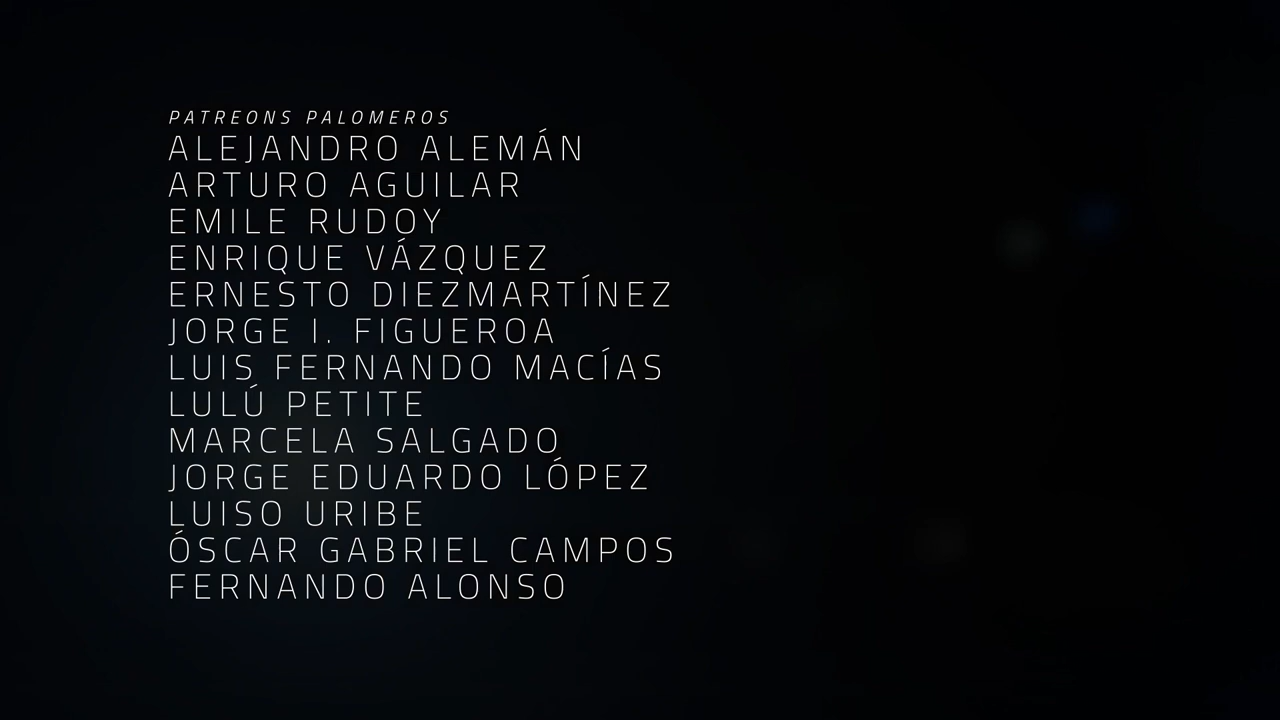 PATREONS PALOMEROS
ALEJANDRO ALEMÁN
ARTURO AGUILAR
EMILE RUDOY
ENRIQUE VÁZQUEZ
ERNESTO DIEZMARTÍNEZ
JORGE I. FIGUEROA
LUIS FERNANDO MACÍAS
LULÚ PETITE
MARCELA SALGADO
JORGE EDUARDO LÓPEZ
LUISO URIBE
ÓSCAR GABRIEL CAMPOS
FERNANDO ALONSO